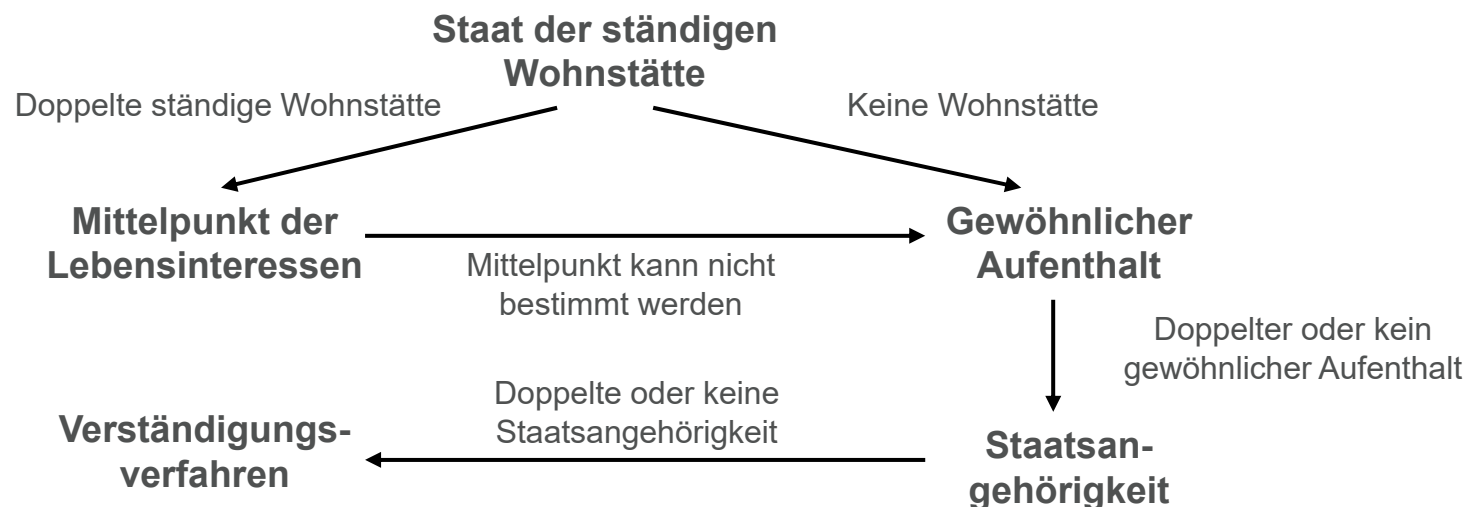 Staat der ständigen
Wohnstätte
Doppelte ständige Wohnstätte
Keine Wohnstätte
Mittelpunkt der
Lebensinteressen
Mittelpunkt kann nicht
bestimmt werden
Gewöhnlicher
Aufenthalt
Doppelter oder kein
gewöhnlicher Aufenthalt
Doppelte oder keine
Staatsangehörigkeit
Verständigungs-
verfahren
Staatsan-
gehörigkeit